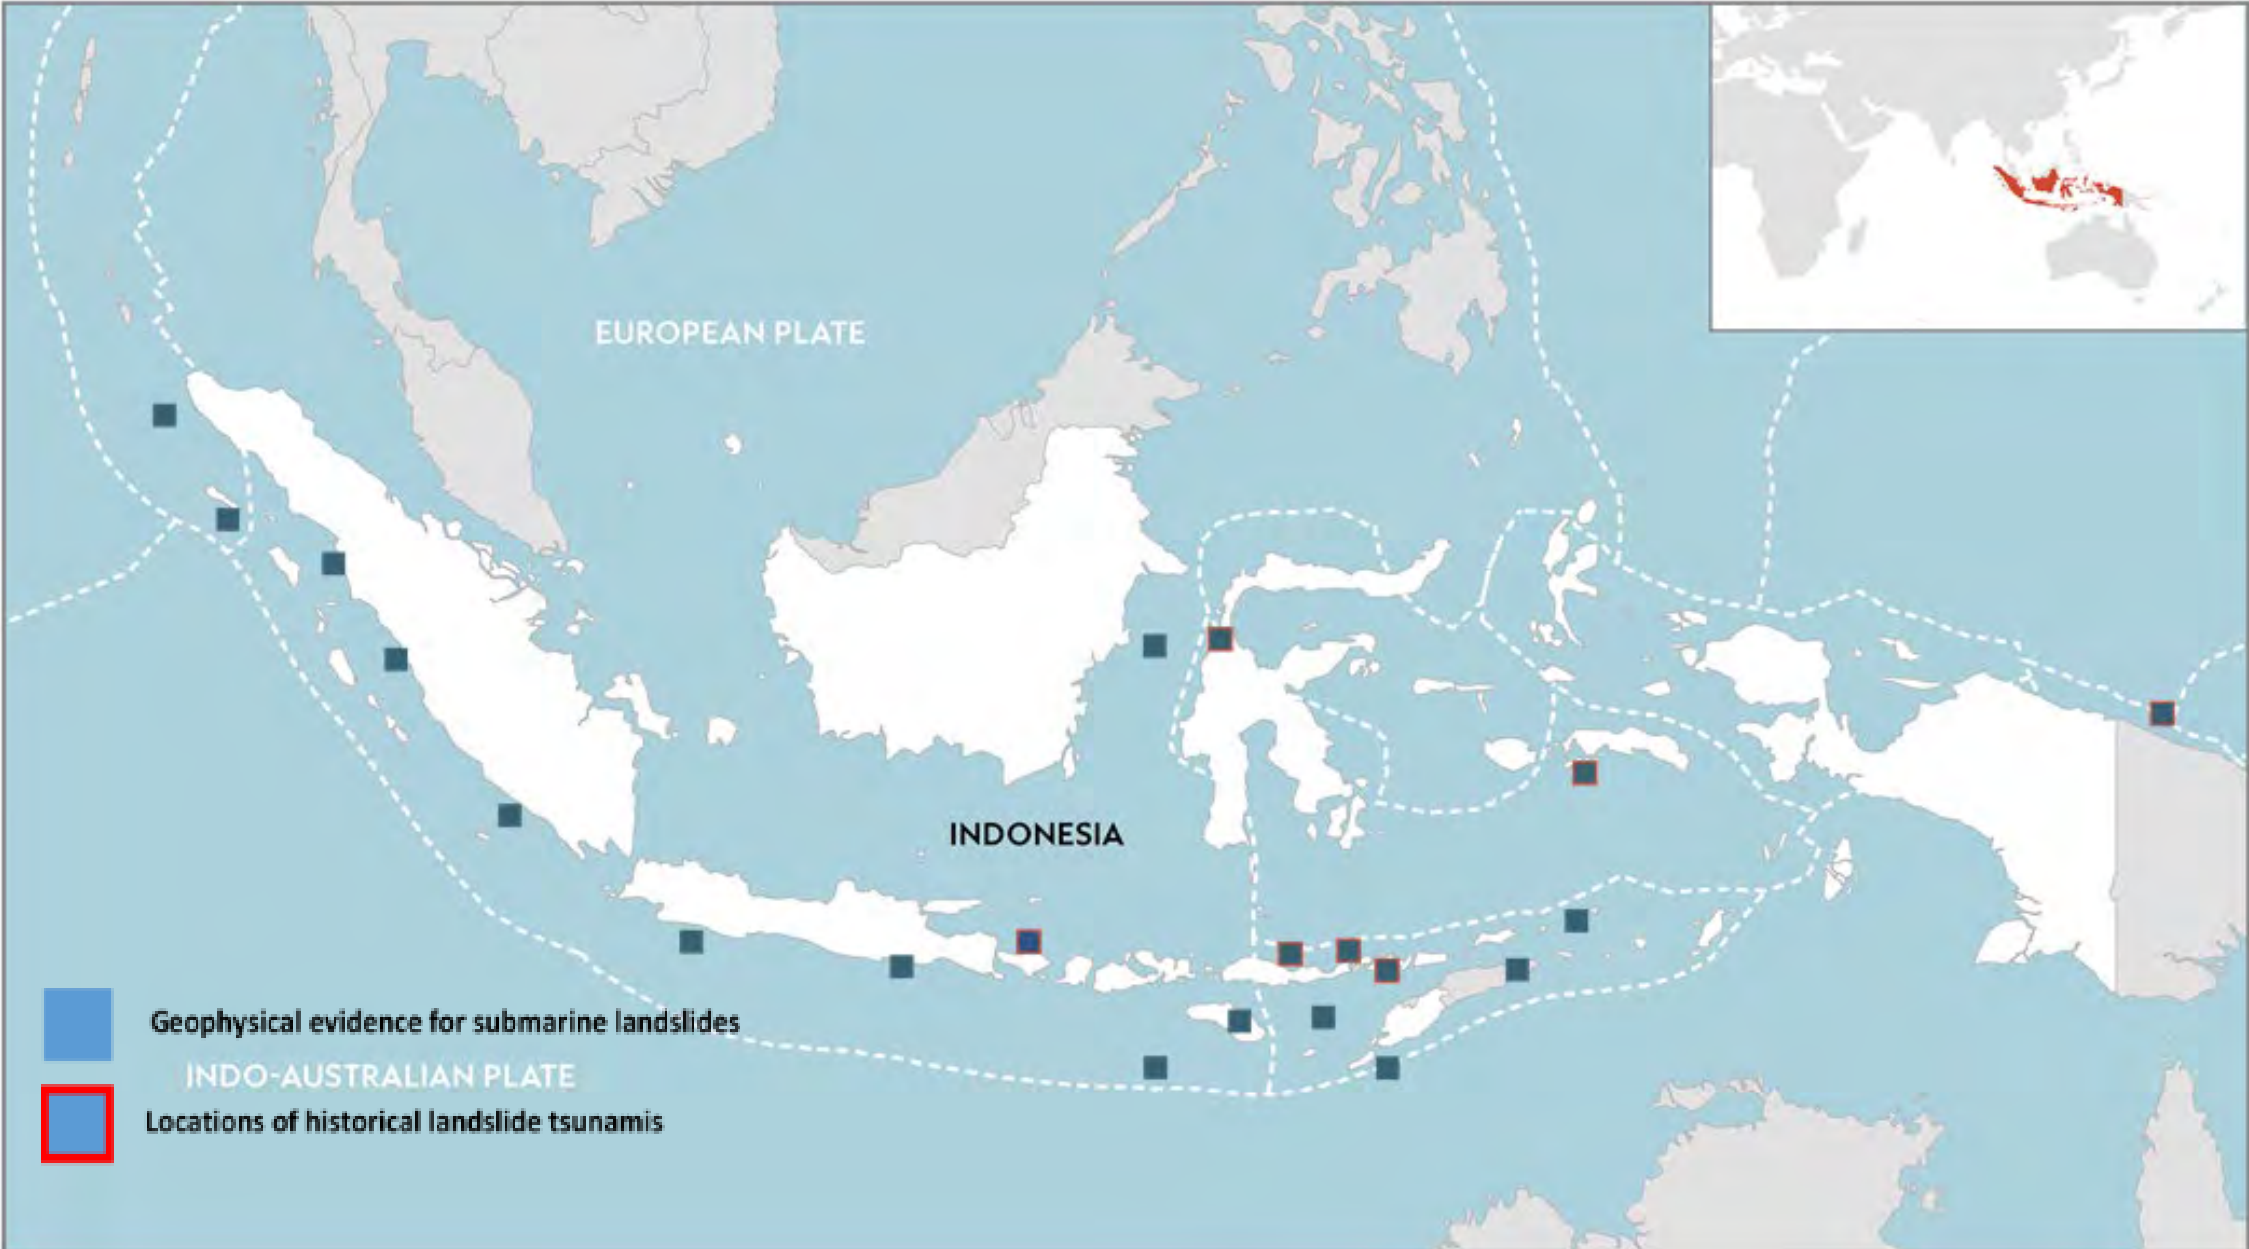 EUROPEAN PLATE
INDONESIA
Geophysical evidence for submarine landslides
INDO-AUSTRALIAN PLATE
Locations of historical landslide tsunamis